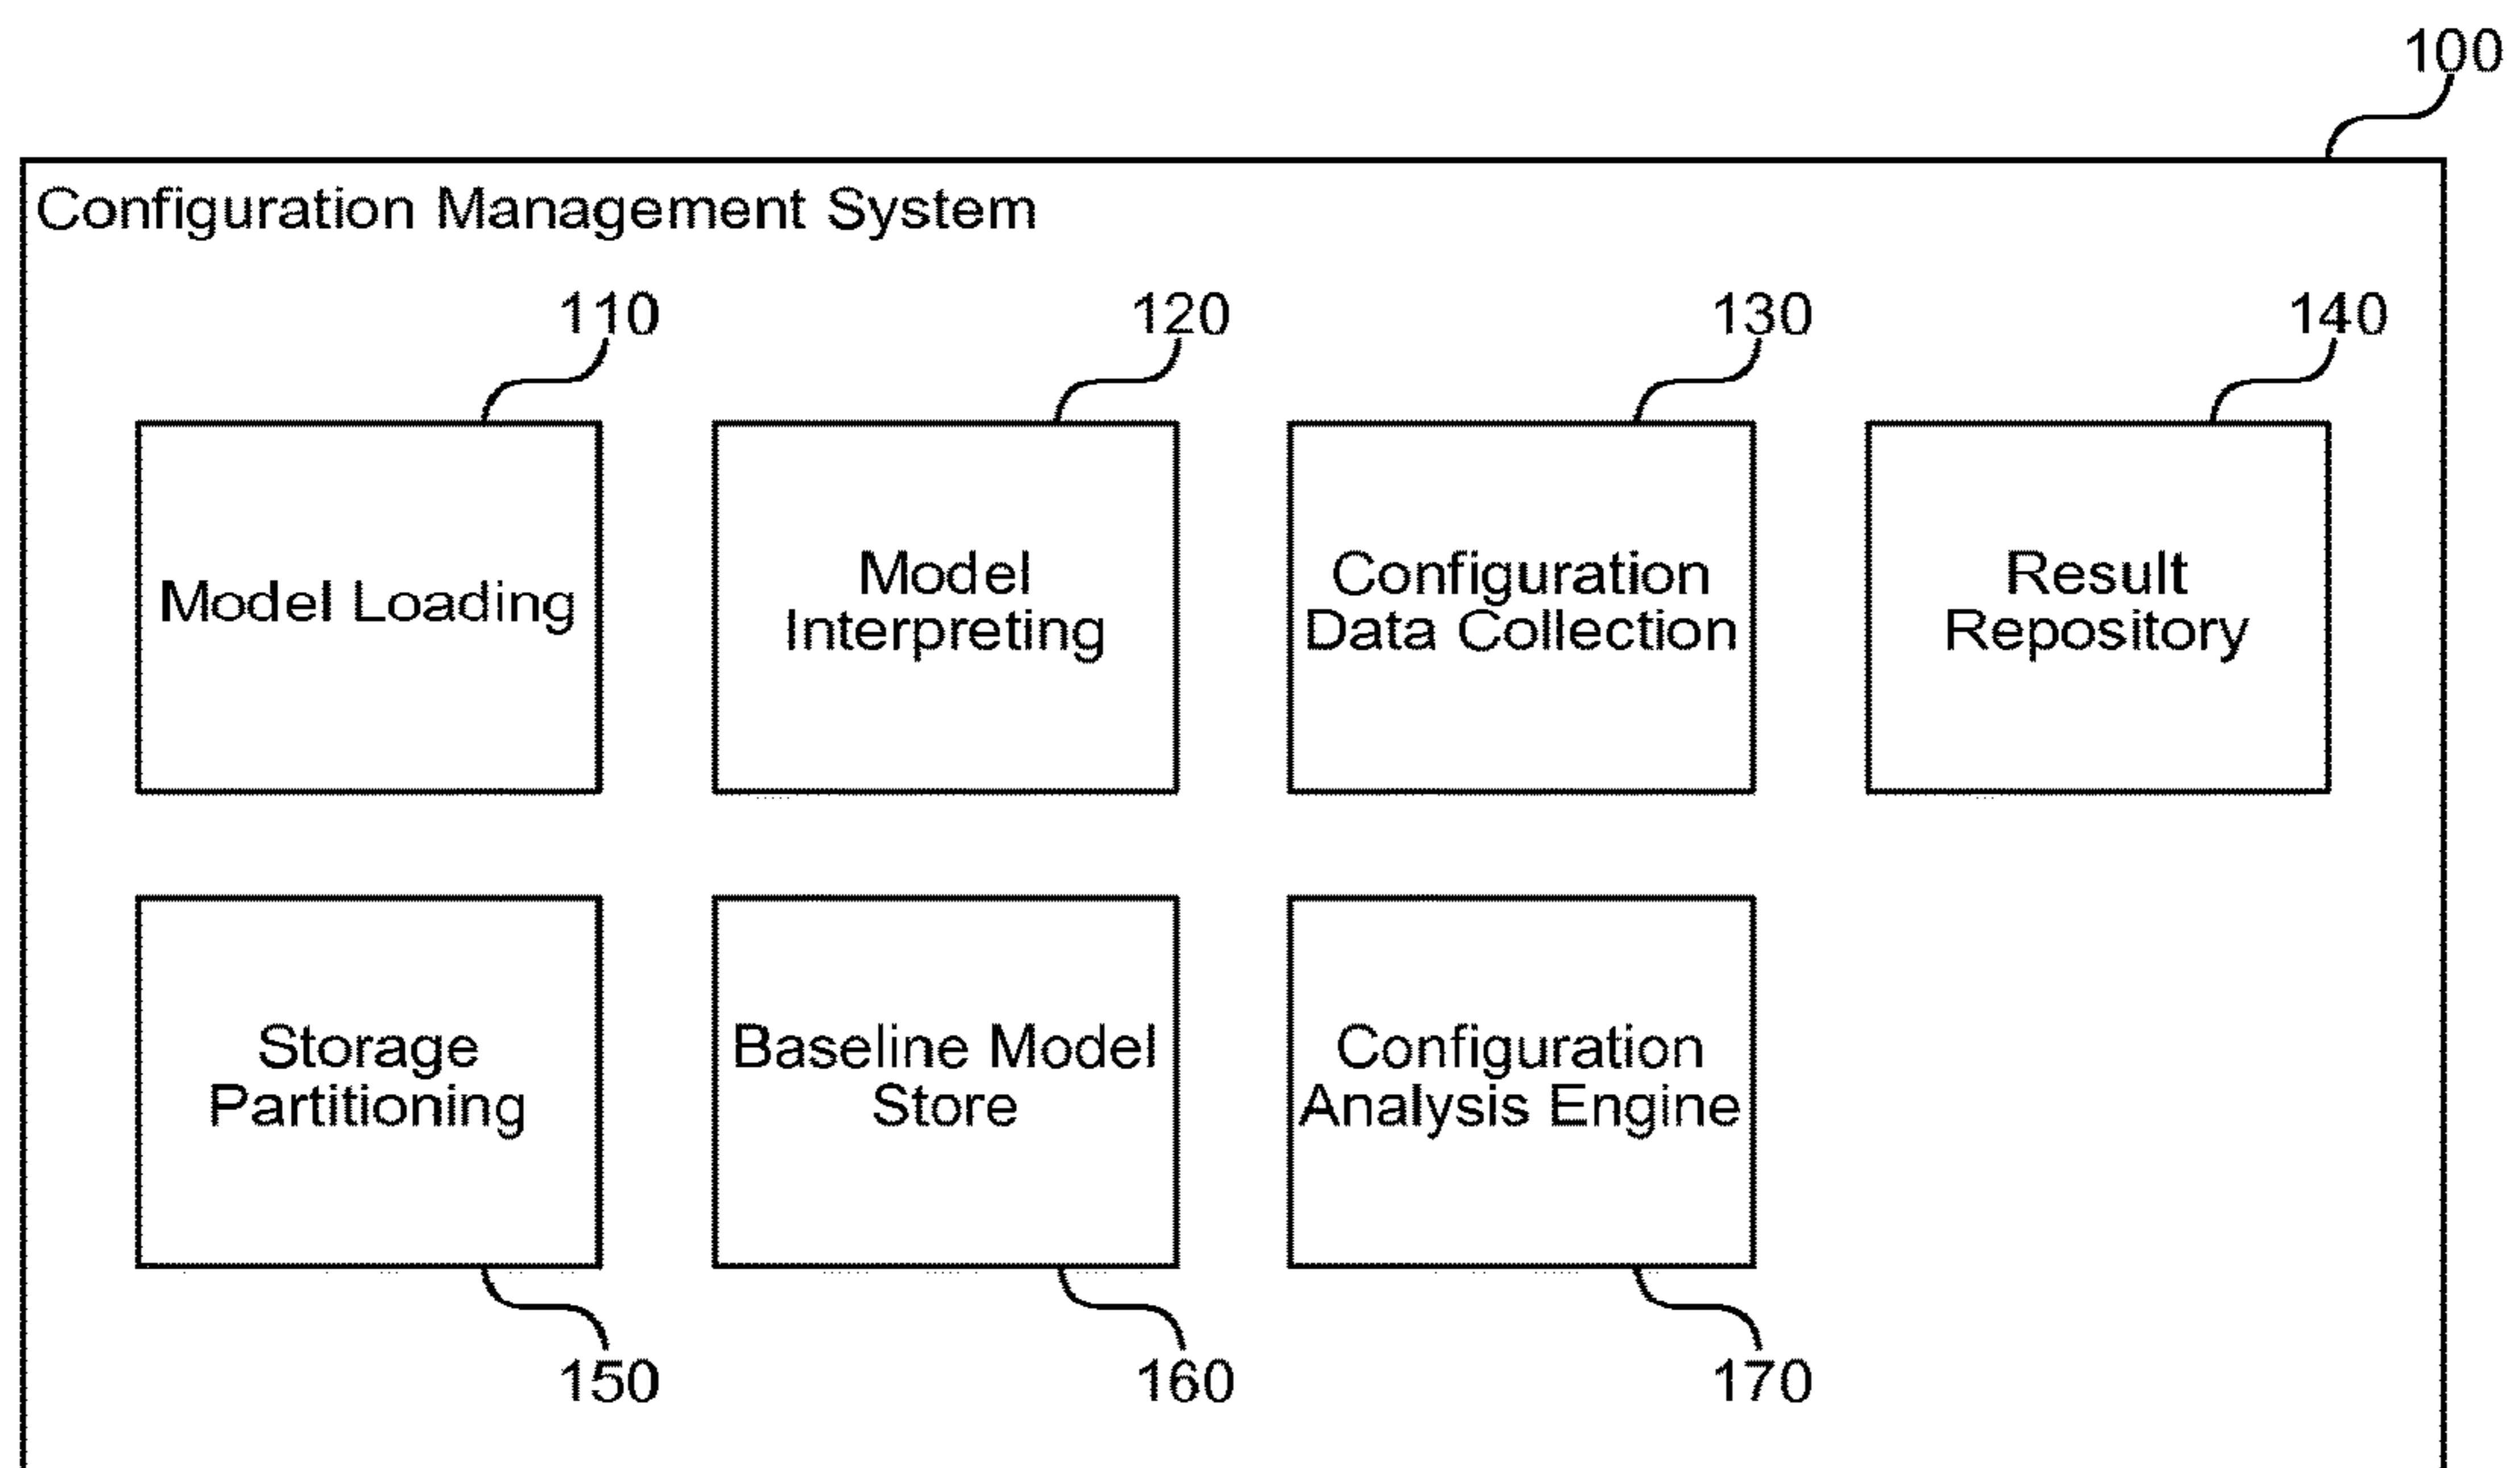 100
Configuration Management System
110
120
130
140
Model Loading
Model
Interpreting
Configuration
Data Collection
Result
Repository
Storage
Partitioning
Baseline Model
Store
Configuration
Analysis Engine
150
160
170